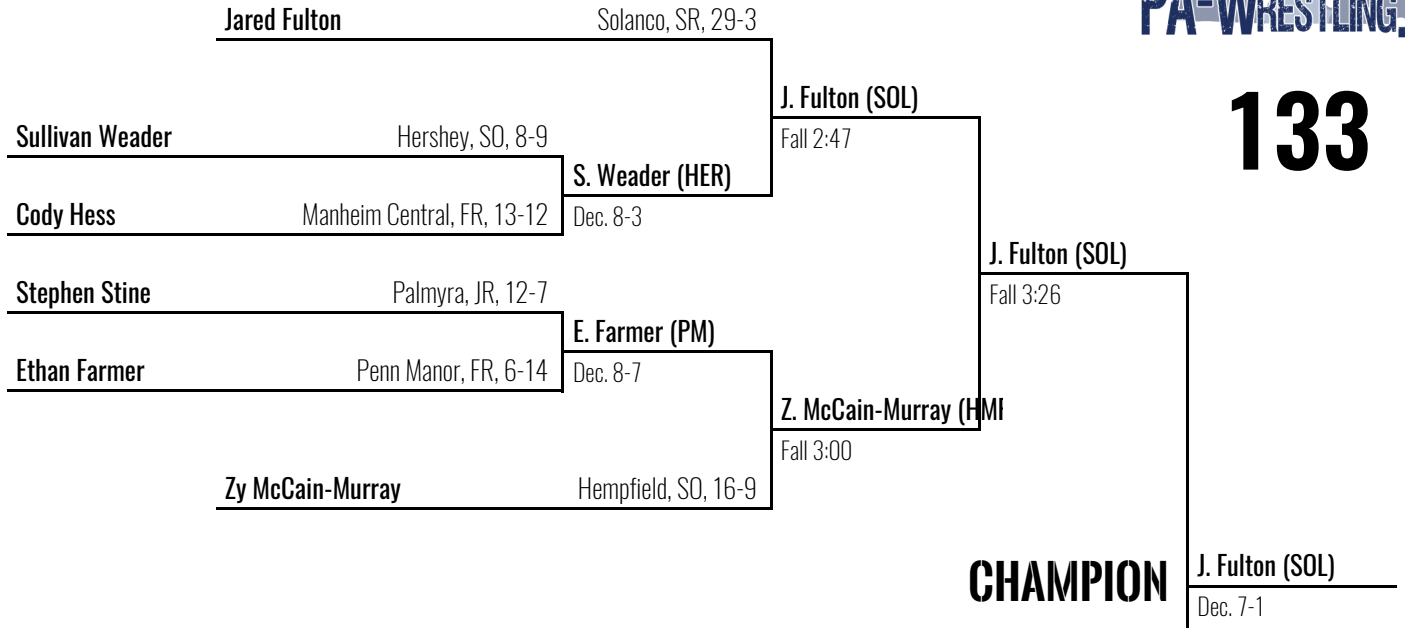 Jared Fulton Solanco, SR, 29-3
PA-WRESTLING.
J. Fulton (SOL)
133
Sullivan Weader Hershey, SO, 8-9
Fall 2:47
S. Weader (HER)
Cody Hess Manheim Central, FR, 13-12
Dec. 8-3
J. Fulton (SOL)
Stephen Stine Palmyra, JR, 12-7
Fall 3:26
E. Farmer (PM)
Ethan Farmer Penn Manor, FR, 6-14
Dec. 8-7
Z. McCain-Murray (HM
Fall 3:00
Zy McCain-Murray Hempfield, SO, 16-9
CHAMPION
J. Fulton (SOL)
Dec. 7-1